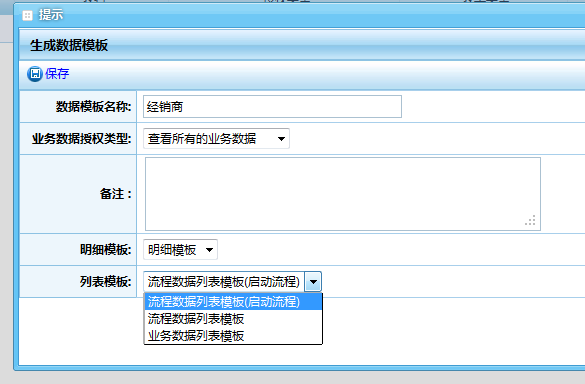 提示
生成数据模板
保存
数据模板名称: 经销商
业务数据授权类型: 查看所有的业务数据
备注：
明细模板: 明细模板
列表模板: 流程数据列表模板(启动流程)
流程数据列表模板(启动流程)
流程数据列表模板
业务数据列表模板